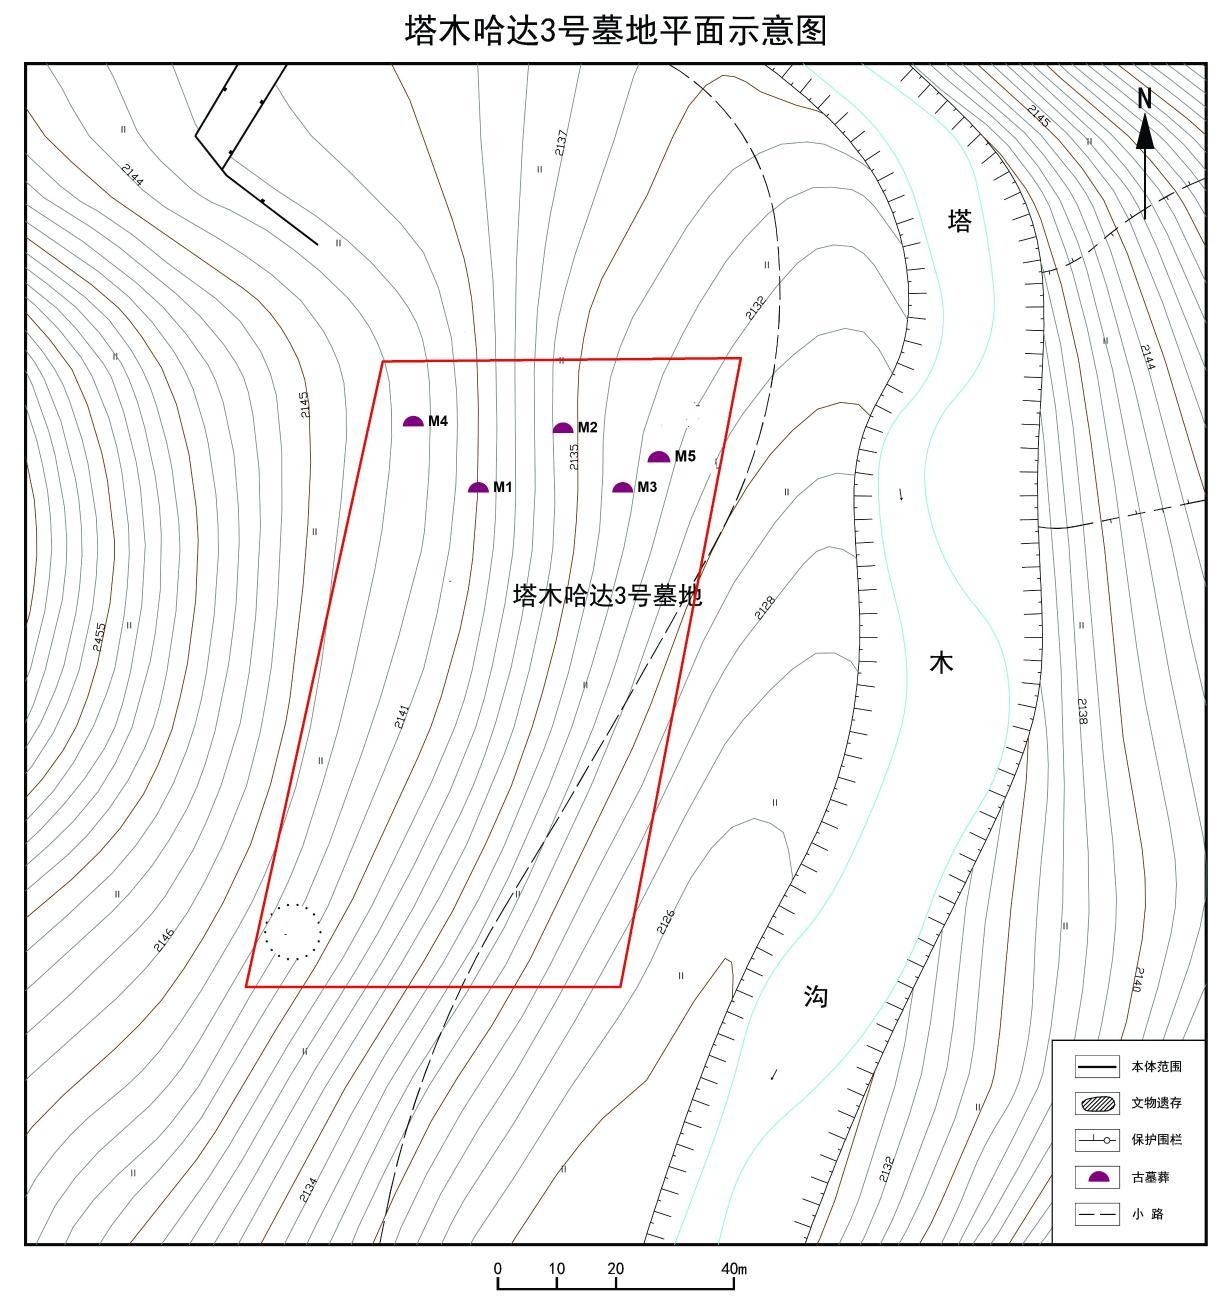 塔木哈达3号墓地平面示意图
N
2137
2145
2144
塔
2132
2144
2145
M4
M2
2135
M5
M1
M3
塔木哈达3号墓地
2128
2455
木
2141
2138
2126
2146
2140
沟
本体范围
文物遗存
保护围栏
古墓葬
小 路
2132
2134
0 10 20 40m